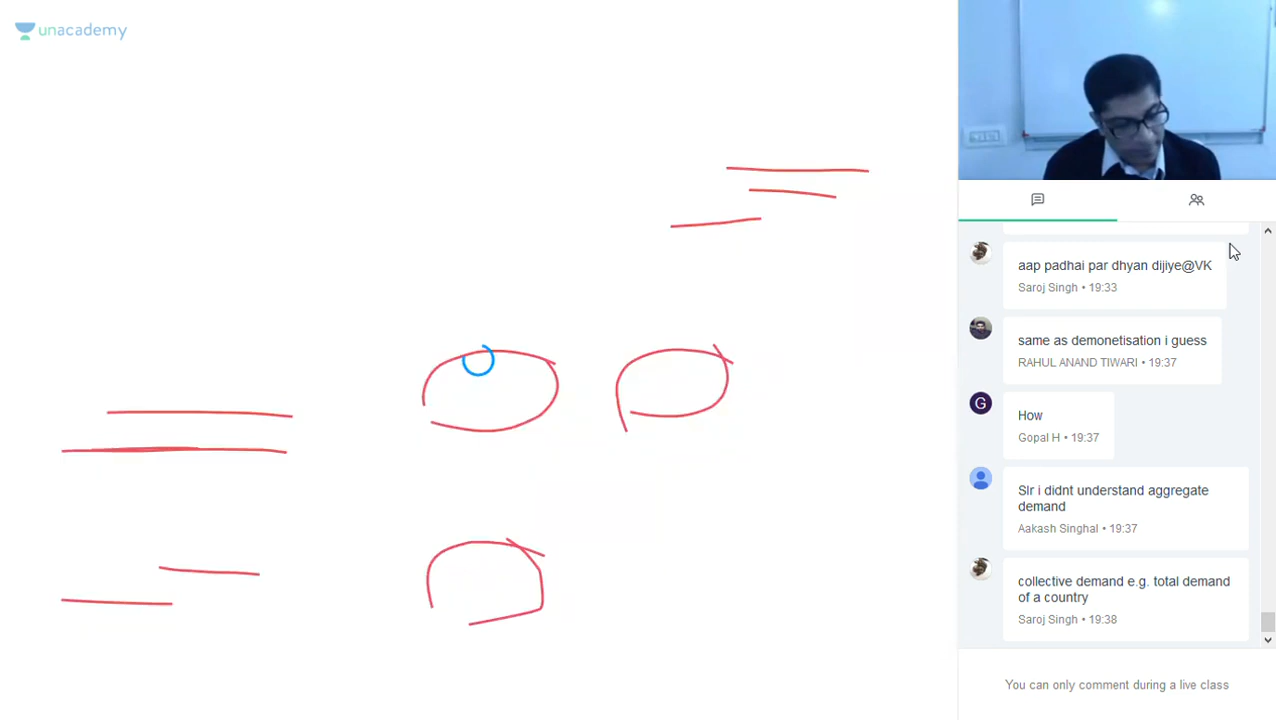 unacademy
aap padhai par dhyan dijiye@VK
Saroj Singh • 19:33
same as demonetisation i guess
RAHUL ANAND TIWARI • 19:37
G
How
Gopal H • 19:37
SIr i didnt understand aggregate
demand
Aakash Singhal • 19:37
collective demand e.g. total demand
of a country
Saroj Singh • 19:38
You can only comment during a live class